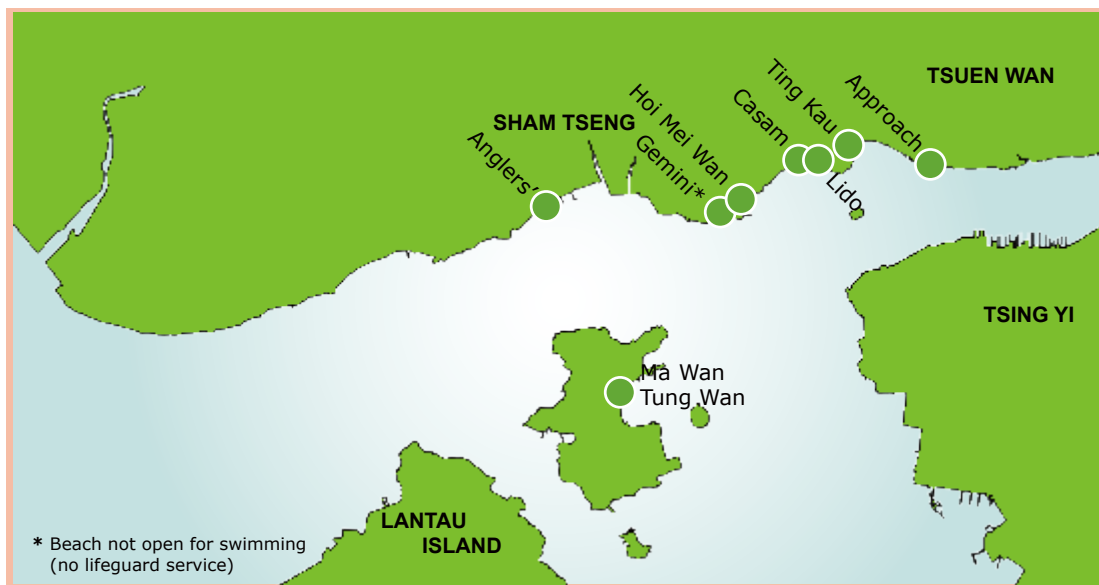 TSUEN WAN
Approach
Ting Kau
Casam
Lido
Hoi Mei Wan
Gemini*
SHAM TSENG
Anglers'
TSING YI
Ma Wan
Tung Wan
LANTAU
ISLAND
* Beach not open for swimming
(no lifeguard service)